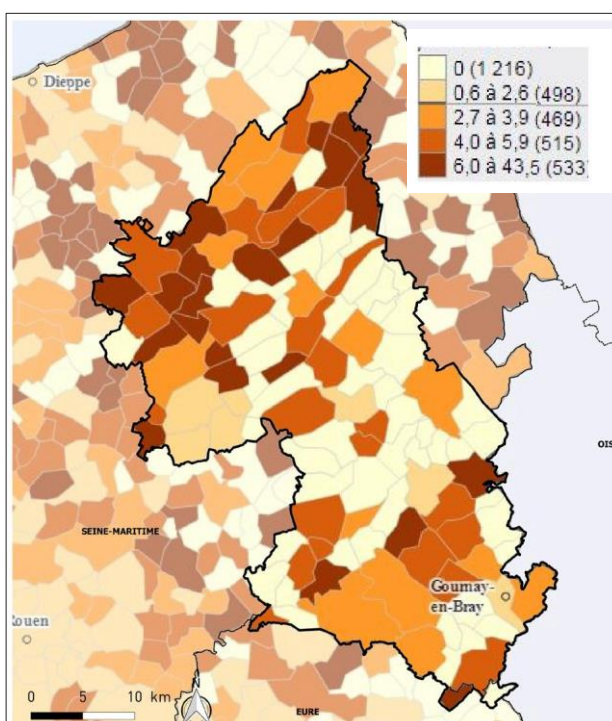 Dieppe
0 (1 216)
0,6 à 2,6 (498)
2,7 à 3,9 (469)
4,0 à 5,9 (515)
6,0 à 43,5 (533)
OIS
SEINE-MARITIME
Gournay-
en-Bray
Rouen
N
0 5 10 km
EURE